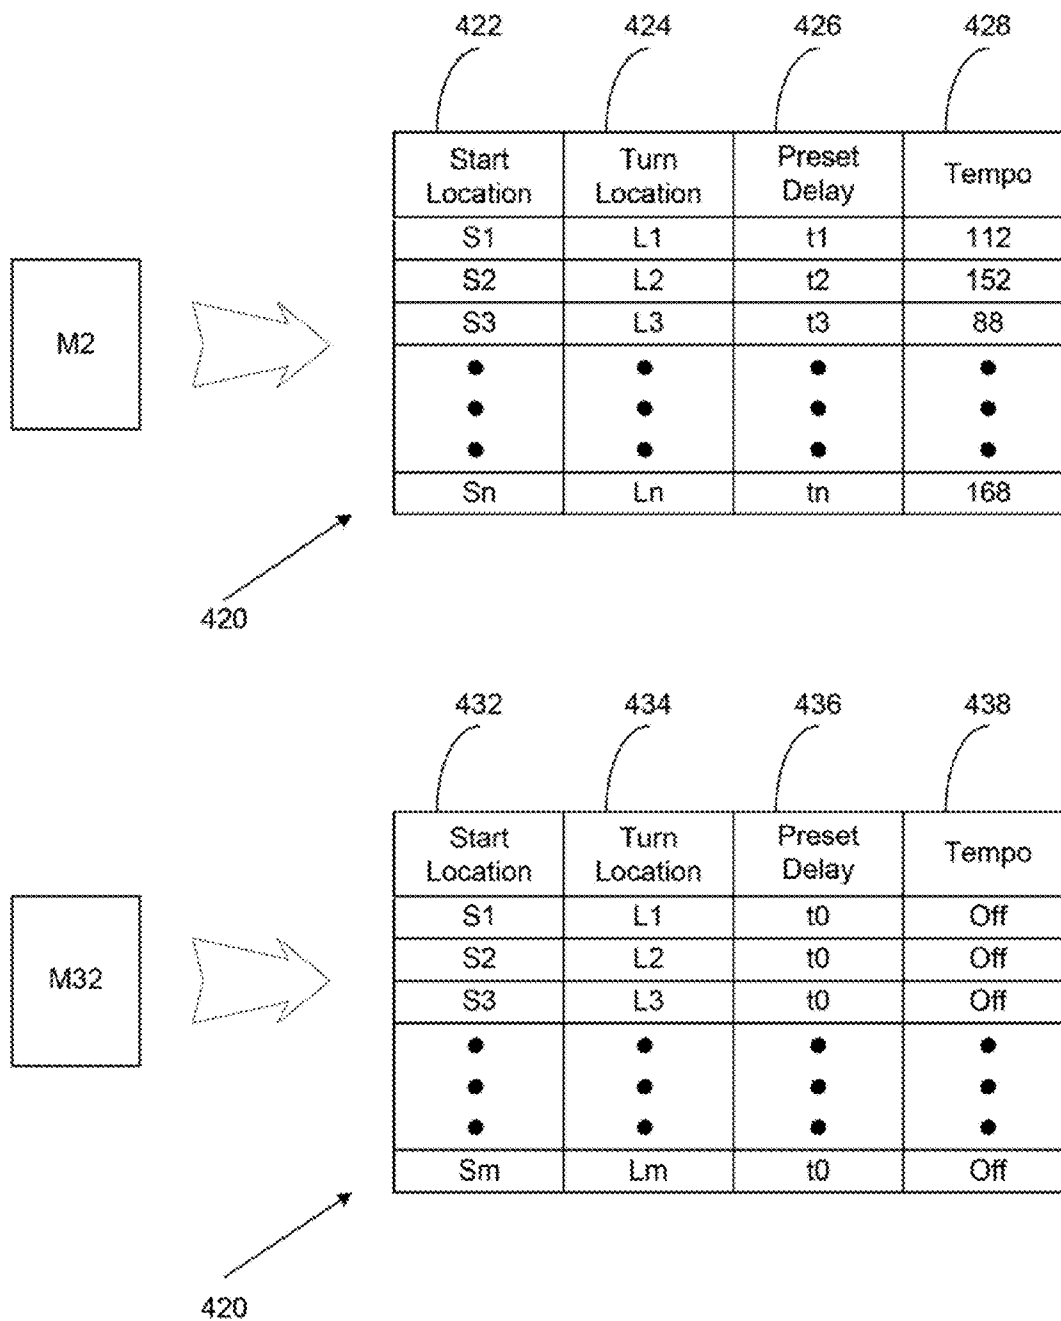 422 424 426 428
Start Location Turn Location Preset Delay Tempo
S1 L1 t1 112
S2 L2 t2 152
M2
S3 L3 t3 88
Sn Ln tn 168
420
432 434 436 438
Start Location Turn Location Preset Delay Tempo
S1 L1 t0 Off
S2 L2 t0 Off
M32
S3 L3 t0 Off
Sm Lm t0 Off
420